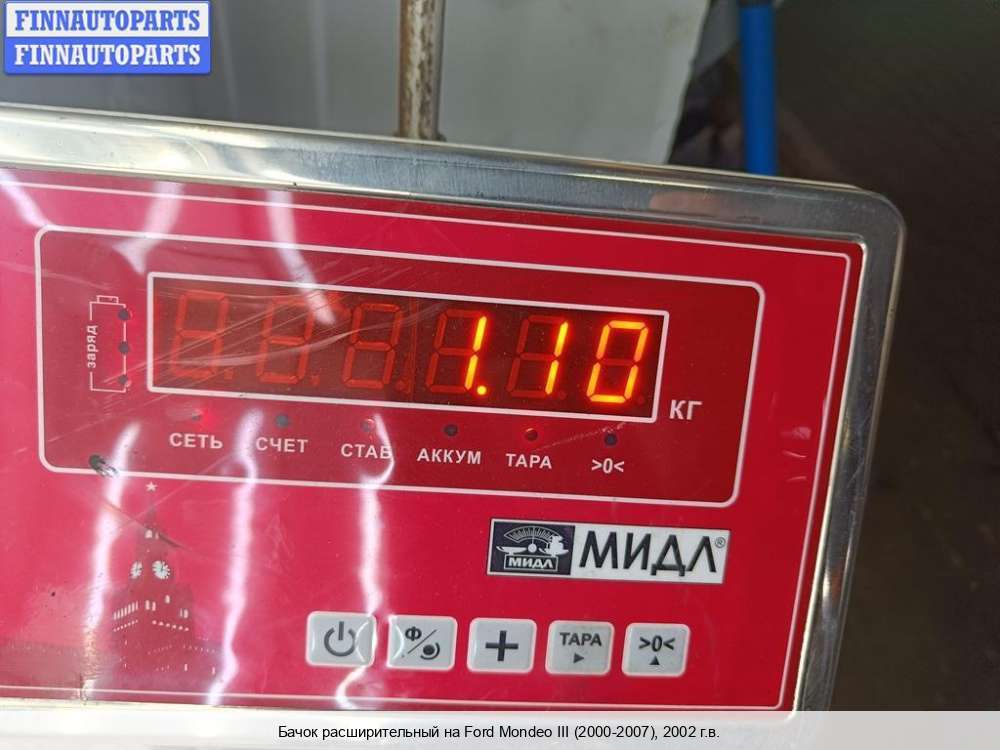 FINNAUTOPARTS
FINNAUTOPARTS
заряд
1.10
КГ
СЕТЬ СЧЕТ СТАБ АККУМ ТАРА >0<
МИДЛ МИДЛ®
Ф ТАРА >0<
Бачок расширительный на Ford Mondeo III (2000-2007), 2002 г.в.